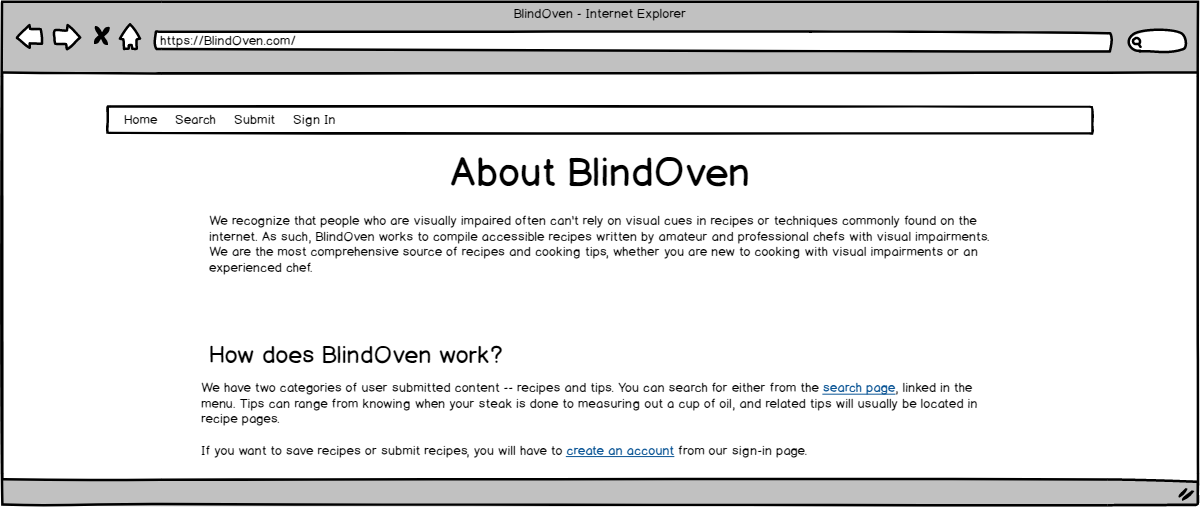 BlindOven - Internet Explorer
https://BlindOven.com/
Home Search Submit Sign In
About BlindOven
We recognize that people who are visually impaired often can't rely on visual cues in recipes or techniques commonly found on the
internet. As such, BlindOven works to compile accessible recipes written by amateur and professional chefs with visual impairments.
We are the most comprehensive source of recipes and cooking tips, whether you are new to cooking with visual impairments or an
experienced chef.
How does BlindOven work?
We have two categories of user submitted content -- recipes and tips. You can search for either from the search page, linked in the
menu. Tips can range from knowing when your steak is done to measuring out a cup of oil, and related tips will usually be located in
recipe pages.
If you want to save recipes or submit recipes, you will have to create an account from our sign-in page.